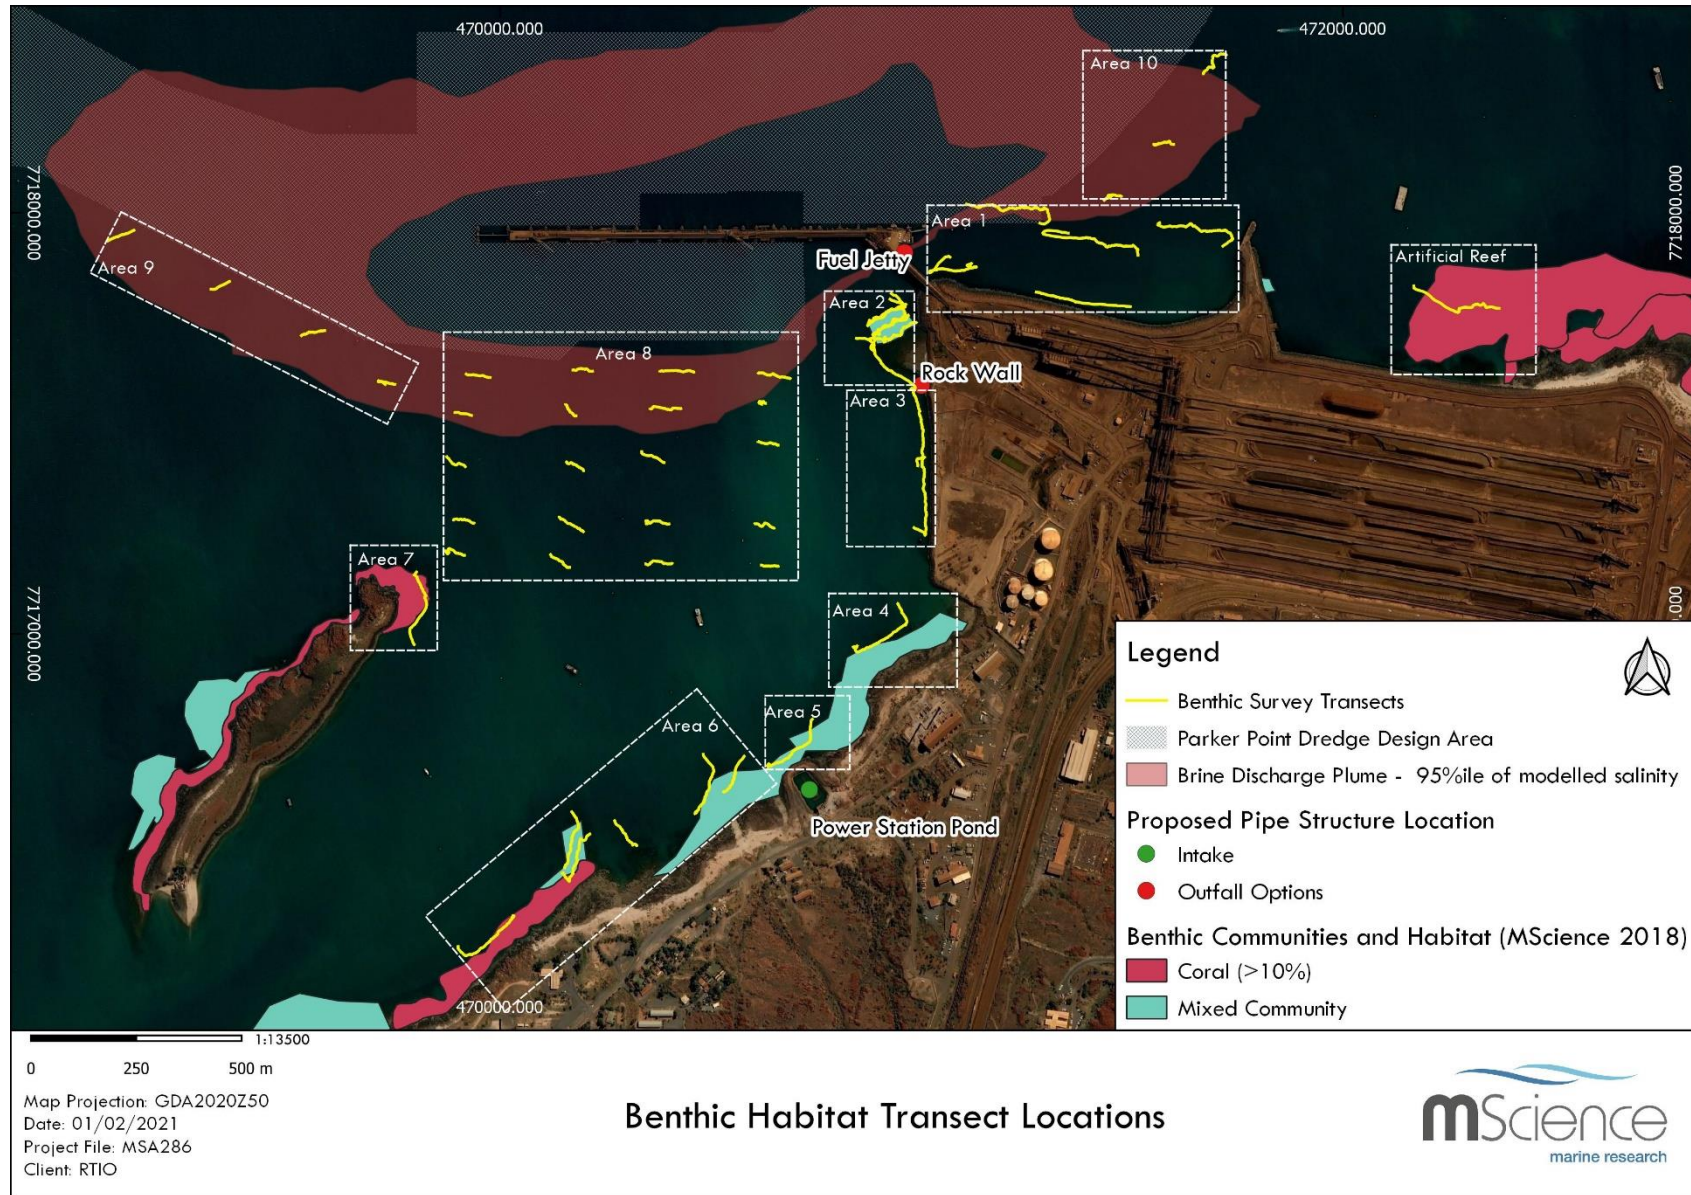 470000.000
472000.000
Area 10
7718000.000
7718000.000
Area 1
Artificial Reef
Fuel Jetty
Area 9
Area 2
Area 8
Rock Wall
Area 3
Area 7
Area 4
7717000.000
.000
Area 5
Area 6
Power Station Pond
470000.000
Legend
Benthic Survey Transects
Parker Point Dredge Design Area
Brine Discharge Plume - 95%ile of modelled salinity
Proposed Pipe Structure Location
Intake
Outfall Options
Benthic Communities and Habitat (MScience 2018)
Coral (>10%)
Mixed Community
1:13500
0 250 500 m
Map Projection: GDA2020Z50
Date: 01/02/2021
Project File: MSA286
Client: RTIO
Benthic Habitat Transect Locations
mScience
marine research